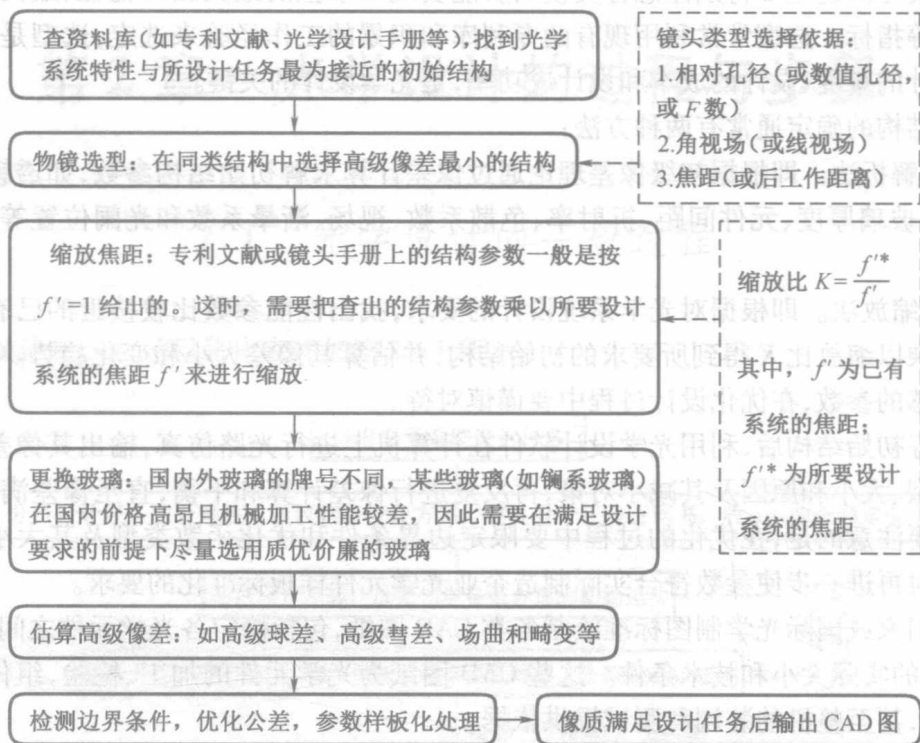 查资料库(如专利文献、光学设计手册等),找到光学
系统特性与所设计任务最为接近的初始结构
镜头类型选择依据:
1.相对孔径(或数值孔径,
或F数)
2.角视场(或线视场)
3.焦距(或后工作距离)
物镜选型:在同类结构中选择高级像差最小的结构
缩放焦距:专利文献或镜头手册上的结构参数一般是按
f′=1 给出的。这时,需要把查出的结构参数乘以所要设计
系统的焦距 f′ 来进行缩放.
缩放比 K=f′*/f′
其中,f′为已有
系统的焦距;
f′*为所要设计
系统的焦距
更换玻璃:国内外玻璃的牌号不同,某些玻璃(如镧系玻璃)
在国内价格高昂且机械加工性能较差,因此需要在满足设计
要求的前提下尽量选用质优价廉的玻璃
估算高级像差:如高级球差、高级彗差、场曲和畸变等
检测边界条件,优化公差,参数样板化处理
像质满足设计任务后输出CAD图